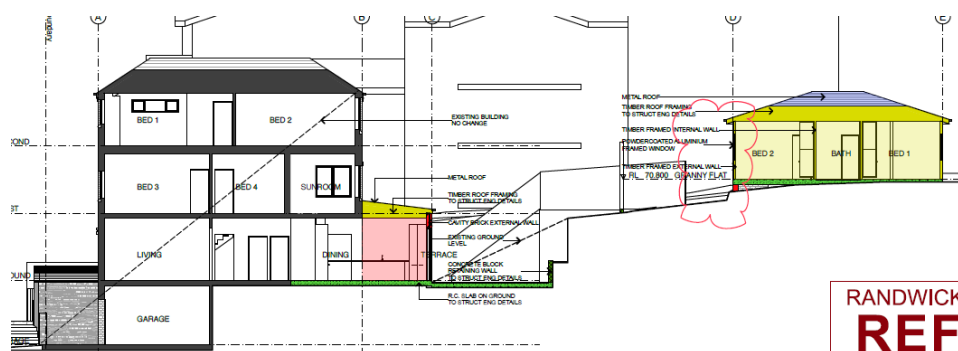 A
B
C
D
E
BED 1
BED 2
EXISTING BUILDING
NO CHANGE
METAL ROOF
TIMBER ROOF FRAMING
TO STRUCT ENG DETAILS
TIMBER FRAMED INTERNAL WALL
POWDERCOATED ALUMINIUM
FRAMED WINDOW
BED 2
BATH
BED 1
OND
TIMBER FRAMED EXTERNAL WALL
RL 70.800 GRANNY FLAT
BED 3
BED 4
SUNROOM
METAL ROOF
TIMBER ROOF FRAMING
TO STRUCT ENG DETAILS
ST
CAVITY BRICK EXTERNAL WALL
EXISTING GROUND
LEVEL
LIVING
DINING
TERRACE
CONCRETE BLOCK
RETAINING WALL
TO STRUCT ENG DETAILS
OUND
R.C. SLAB ON GROUND
TO STRUCT ENG DETAILS
GARAGE
RANDWICK
REF